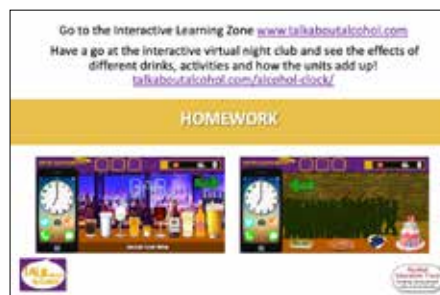 Go to the Interactive Learning Zone www.talkaboutalcohol.com
Have a go at the interactive virtual night club and see the effects of
different drinks, activities and how the units add up!
talkaboutalcohol.com/alcohol-clock/
HOMEWORK
BAR